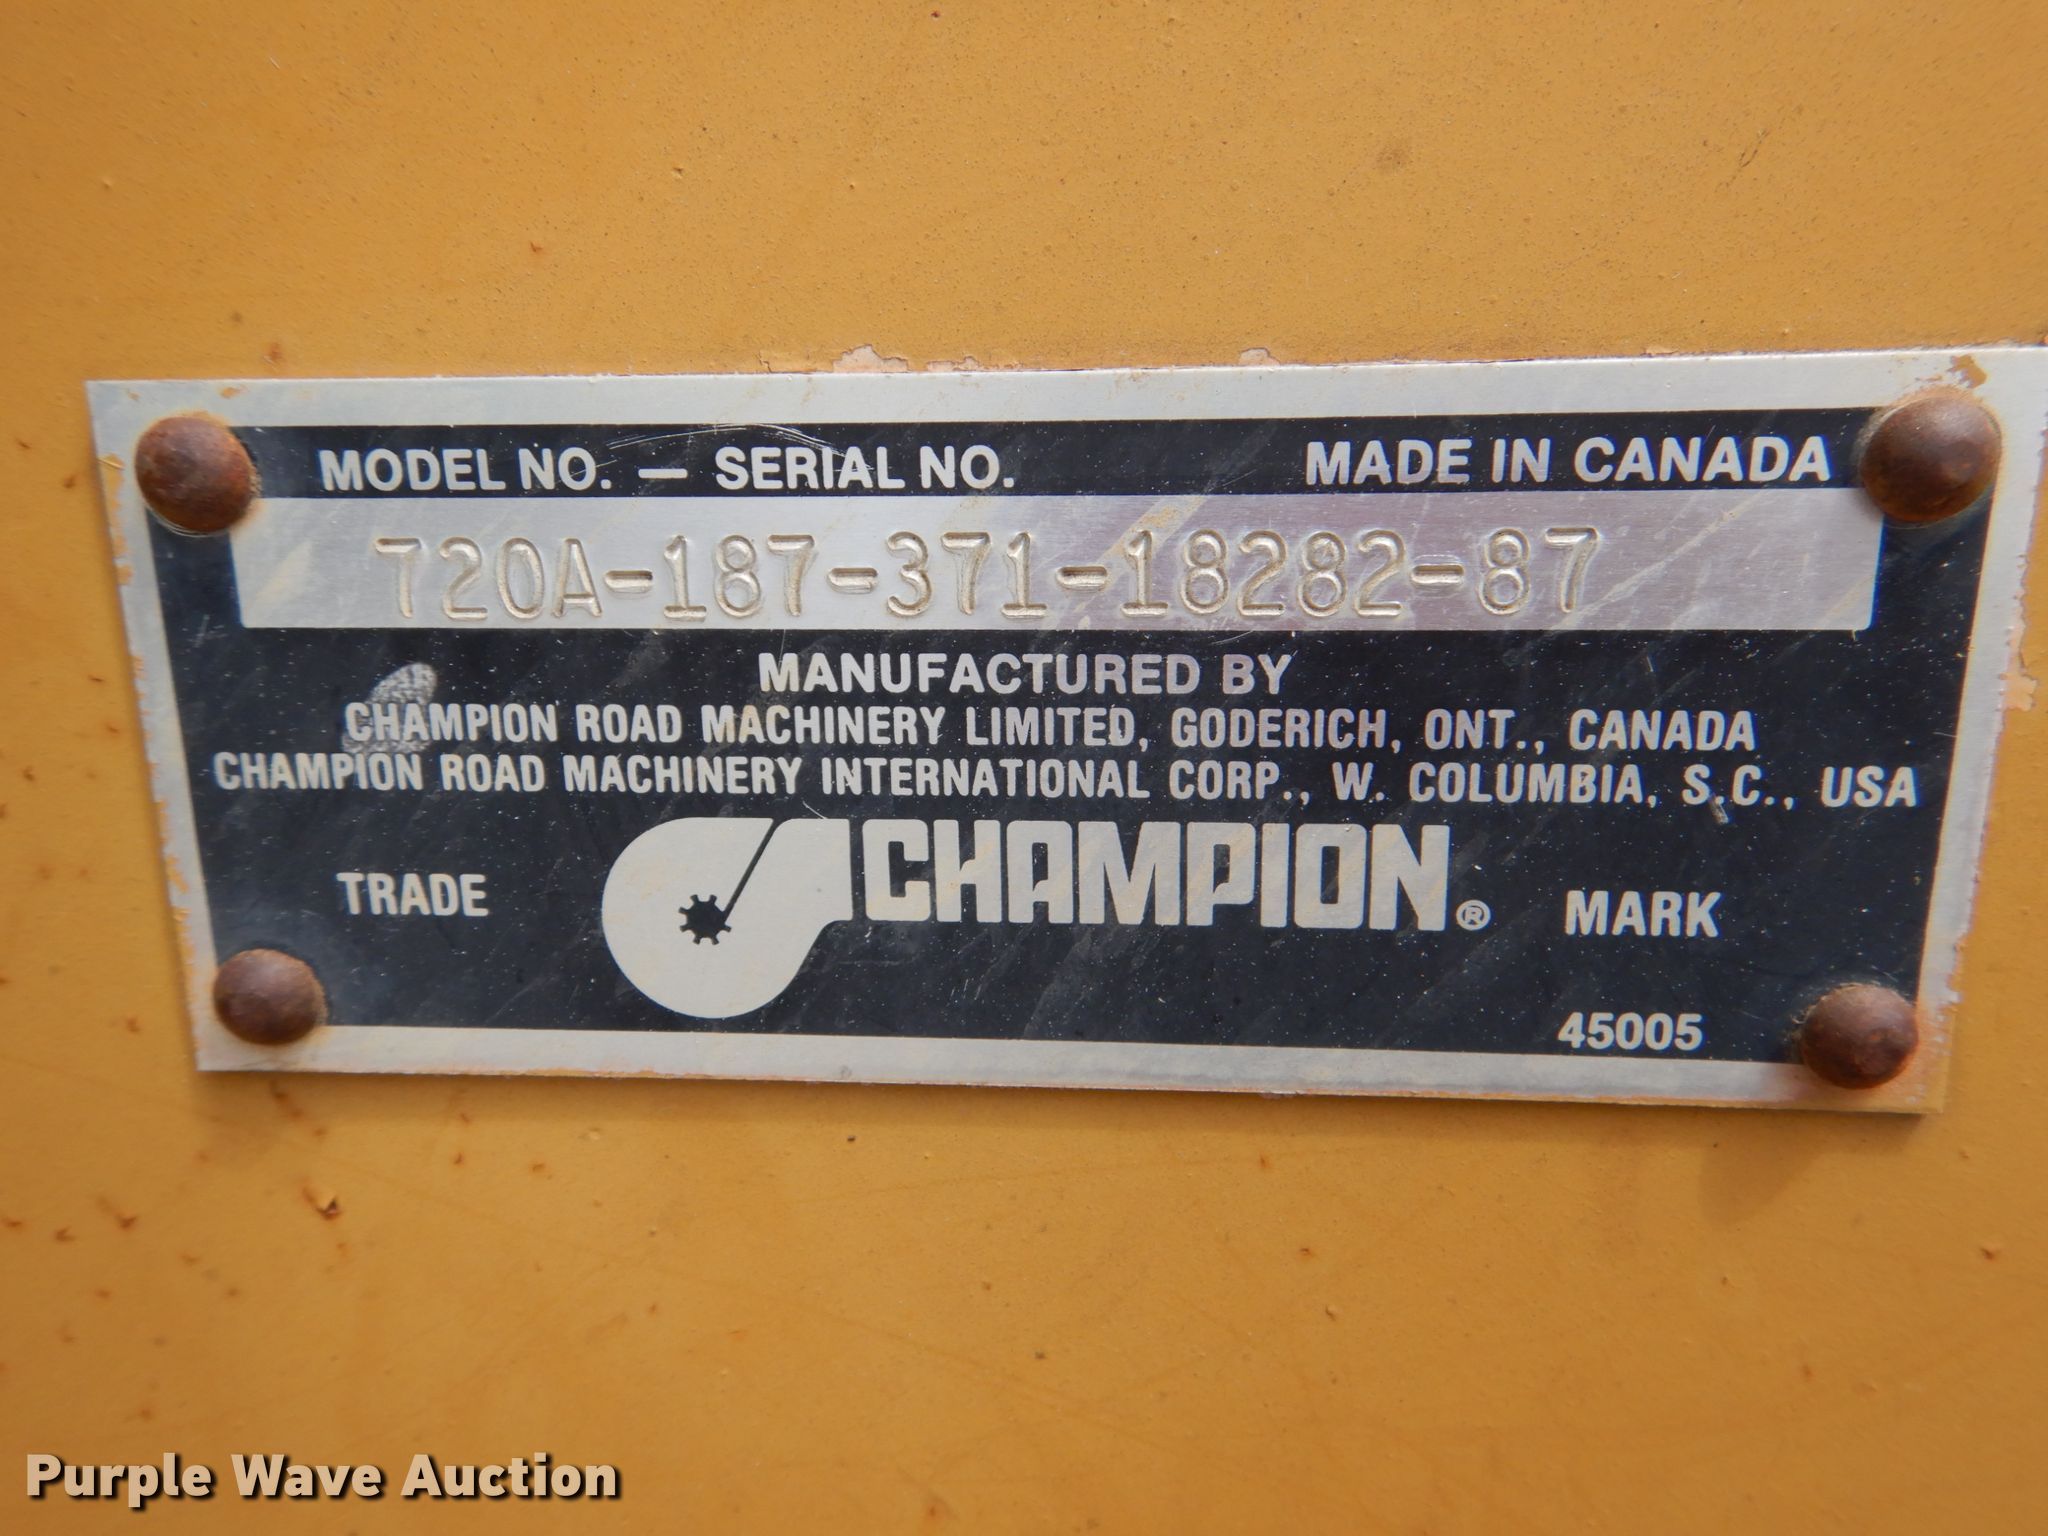 MODEL NO. — SERIAL NO. MADE IN CANADA
720A-187-371-18282-87
MANUFACTURED BY
CHAMPION ROAD MACHINERY LIMITED, GODERICH, ONT., CANADA
CHAMPION ROAD MACHINERY INTERNATIONAL CORP., W. COLUMBIA, S.C., USA
TRADE CHAMPION® MARK
45005
Purple Wave Auction